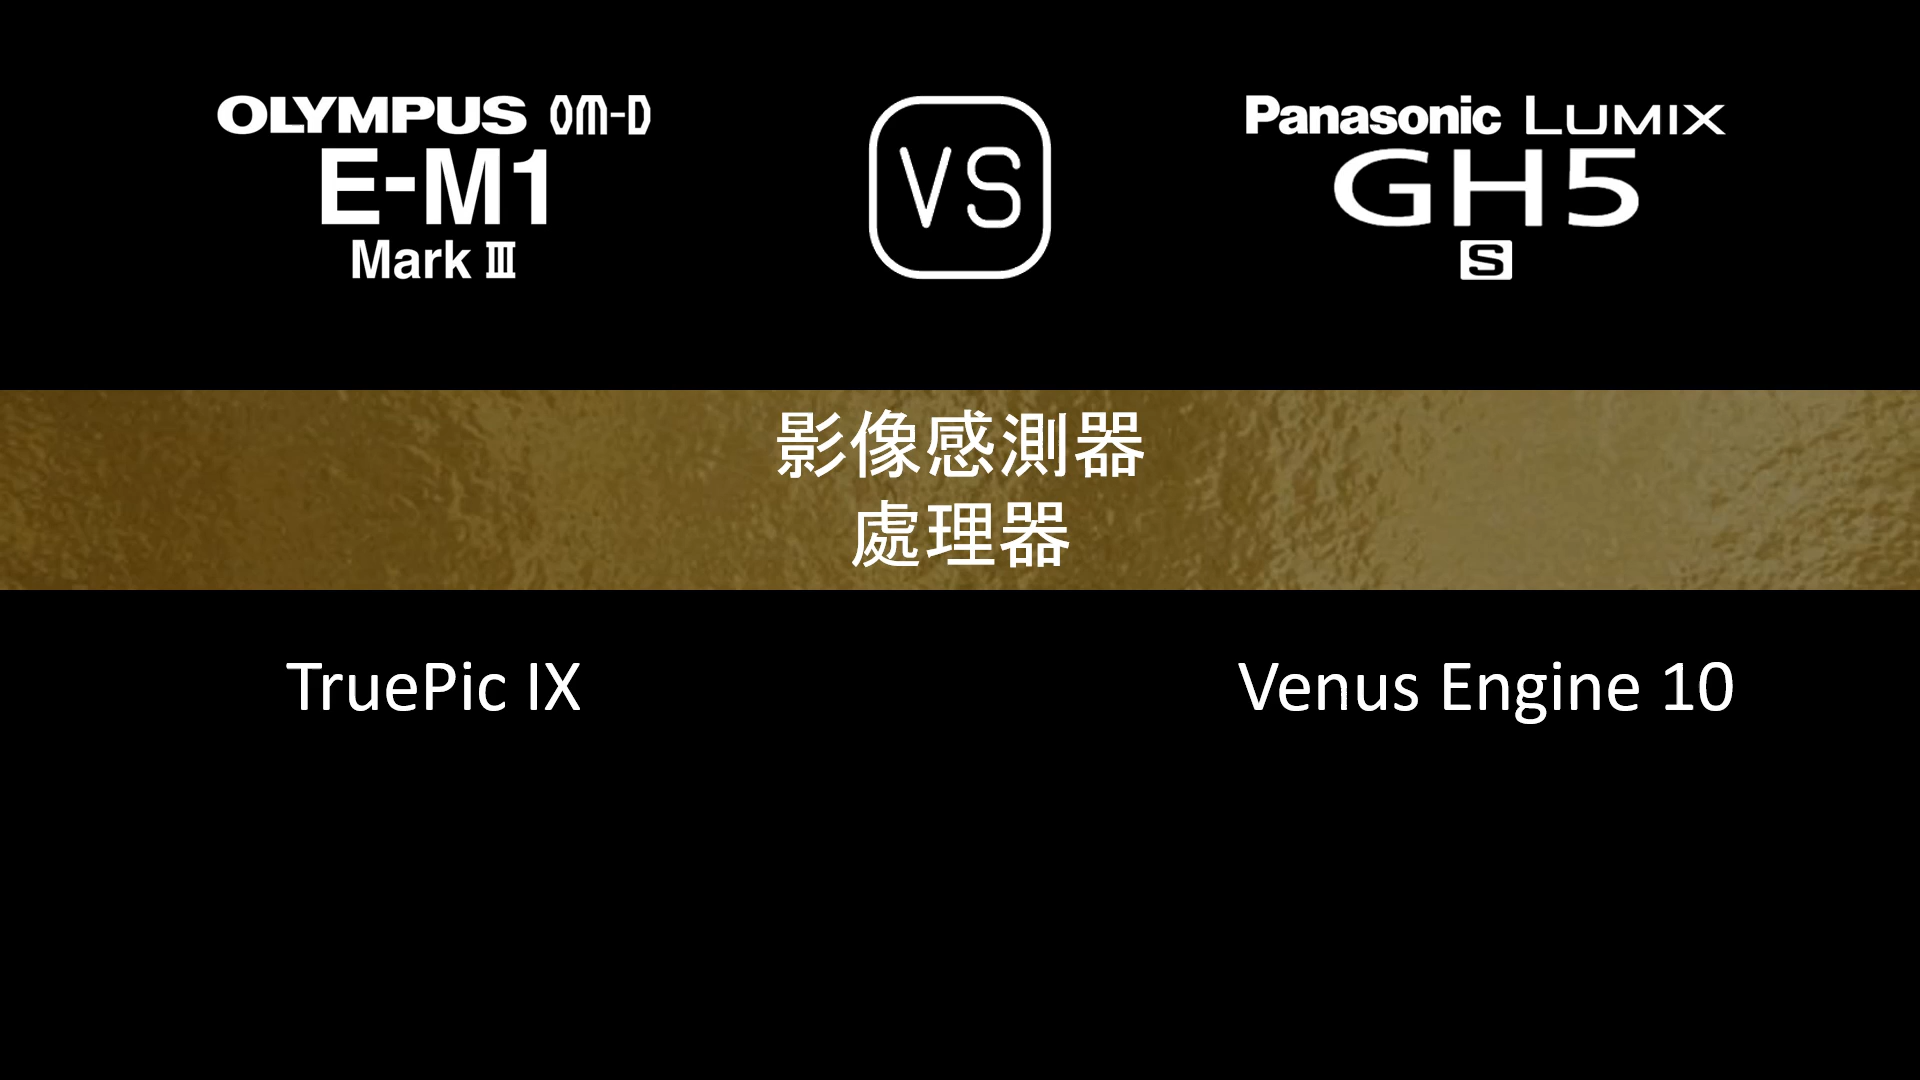 OLYMPUS OM-D
E-M1
Mark III
VS
Panasonic LUMIX
GH5
S
影像感測器
處理器
TruePic IX
Venus Engine 10